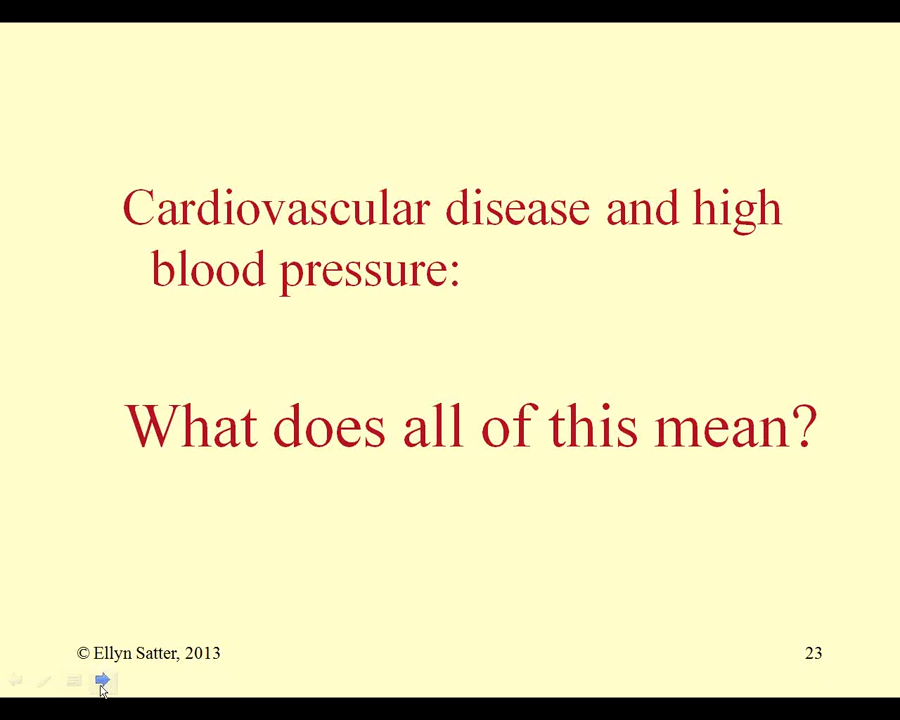 Cardiovascular disease and high
blood pressure:
What does all of this mean?
© Ellyn Satter, 2013
23